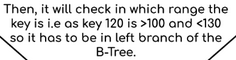 Then, it will check in which range the
key is i.e as key 120 is >100 and <130
so it has to be in left branch of the
B-Tree.